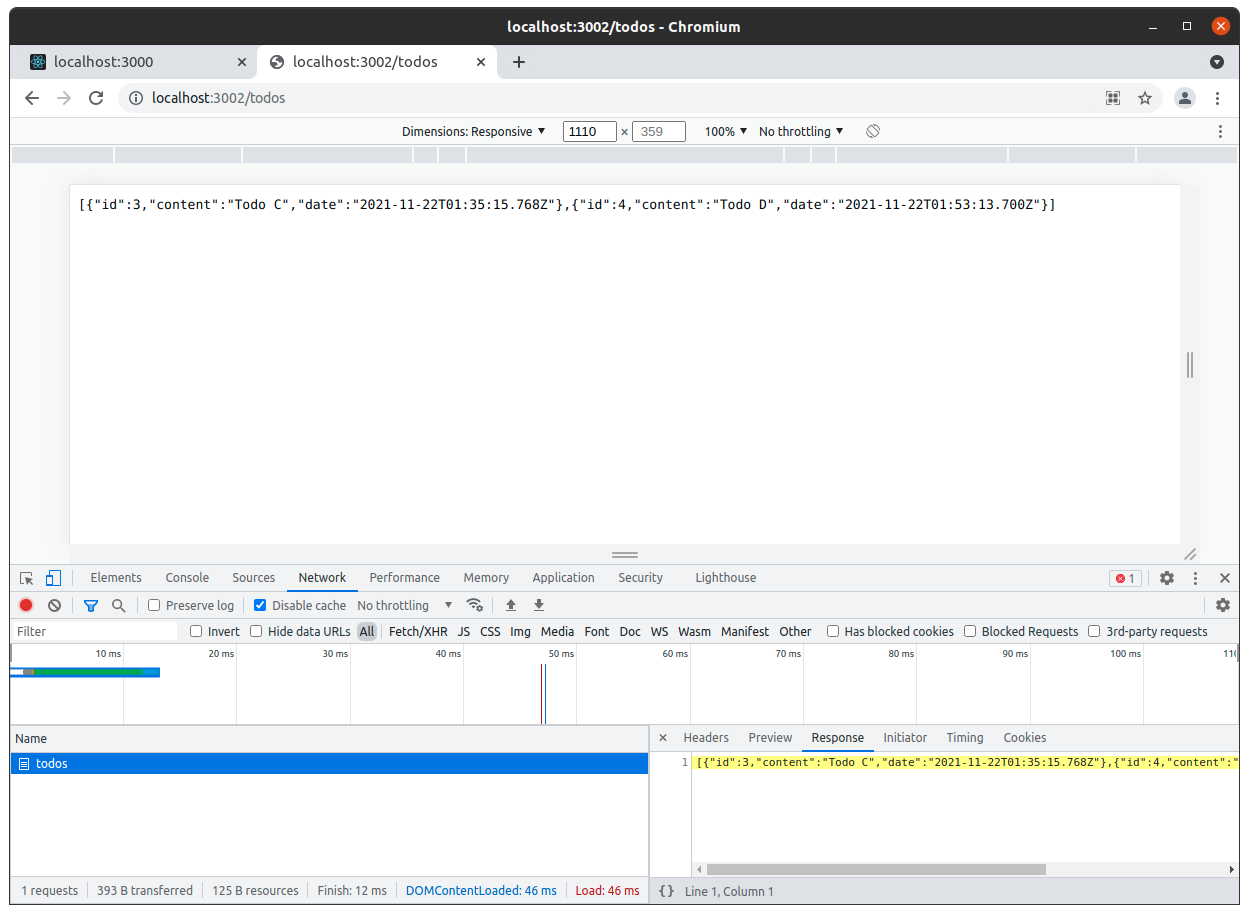 localhost:3002/todos - Chromium
localhost:3000 localhost:3002/todos
localhost:3002/todos
Dimensions: Responsive 1110 × 359 100% No throttling
[{"id":3,"content":"Todo C","date":"2021-11-22T01:35:15.768Z"},{"id":4,"content":"Todo D","date":"2021-11-22T01:53:13.700Z"}]
Elements Console Sources Network Performance Memory Application Security Lighthouse 1
Preserve log Disable cache No throttling
Filter Invert Hide data URLs All Fetch/XHR JS CSS Img Media Font Doc WS Wasm Manifest Other Has blocked cookies Blocked Requests 3rd-party requests
10 ms 20 ms 30 ms 40 ms 50 ms 60 ms 70 ms 80 ms 90 ms 100 ms 110
Name
todos
Headers Preview Response Initiator Timing Cookies
1 [{"id":3,"content":"Todo C","date":"2021-11-22T01:35:15.768Z"},{"id":4,"content":"
1 requests 393 B transferred 125 B resources Finish: 12 ms DOMContentLoaded: 46 ms Load: 46 ms
{} Line 1, Column 1